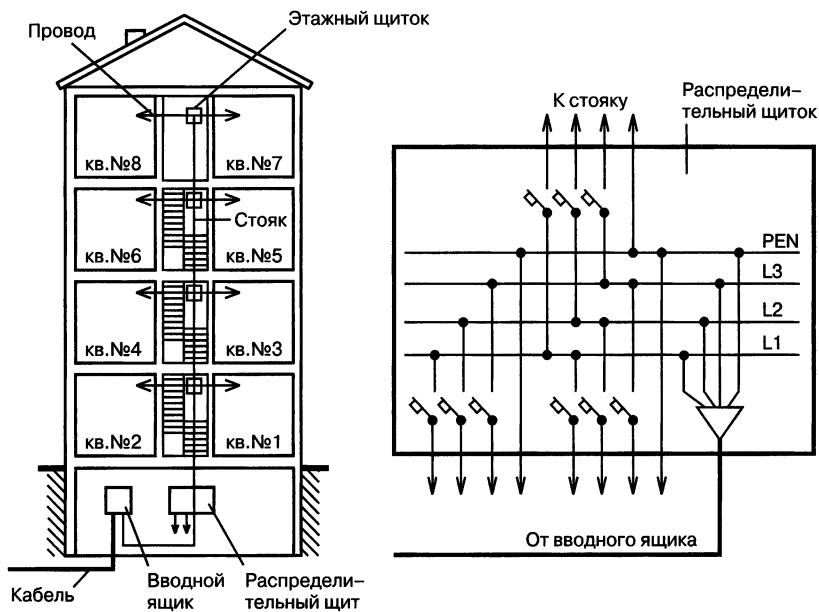 Провод
Этажный щиток
кв.№8
кв.№7
Стояк
кв.№6
кв.№5
кв.№4
кв.№3
кв.№2
кв.№1
Кабель
Вводной
ящик
Распредели–
тельный щит
К стояку
Распредели–
тельный щиток
PEN
L3
L2
L1
От вводного ящика